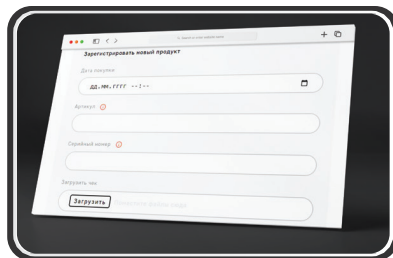 Зарегистрировать новый продукт
Дата покупки
ДД.ММ.ГГГГ --:--
Артикул
Серийный номер
Загрузить чек
Загрузить